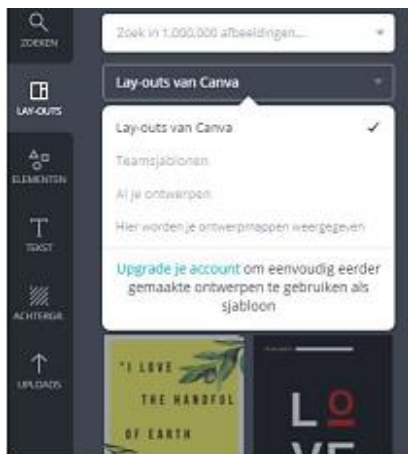 ZOEKEN
Zoek in 1.000.000 afbeeldingen...
LAY-OUTS
Lay-outs van Canva
Lay-outs van Canva
Teamsjablonen
Al je ontwerpen
Hier worden je ontwerpmappen weergegeven
Upgrade je account om eenvoudig eerder
gemaakte ontwerpen te gebruiken als
sjabloon
ELEMENTEN
TEKST
ACHTERGR.
UPLOADS
"I LOVE
THE HANDFUL
OF EARTH
LO
VE